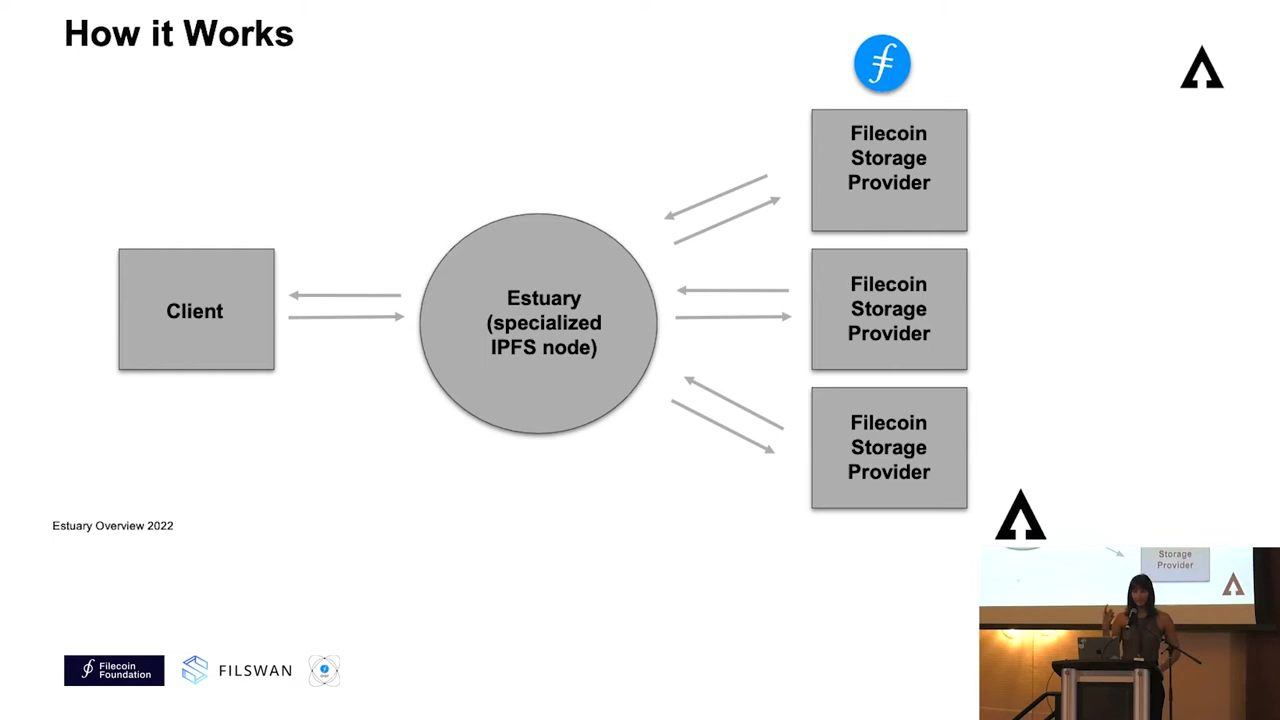 How it Works
Filecoin
Storage
Provider
Client
Estuary
(specialized
IPFS node)
Filecoin
Storage
Provider
Filecoin
Storage
Provider
Estuary Overview 2022
Storage
Provider
Filecoin
Foundation
FILSWAN